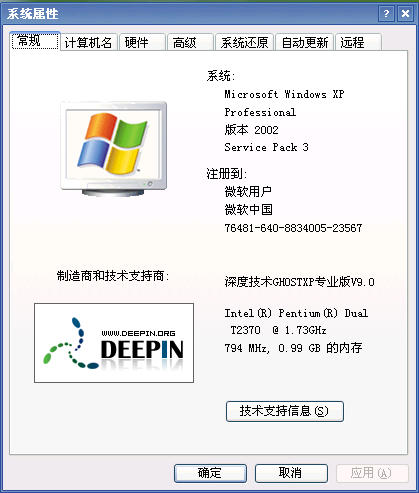 系统属性
常规 计算机名 硬件 高级 系统还原 自动更新 远程
系统:
Microsoft Windows XP
Professional
版本 2002
Service Pack 3
注册到:
微软用户
微软中国
76481-640-8834005-23567
制造商和技术支持商:
深度技术GHOSTXP专业版V9.0
WWW.DEEPIN.ORG
DEEPIN
Intel(R) Pentium(R) Dual
T2370 @ 1.73GHz
794 MHz, 0.99 GB 的内存
技术支持信息(S)
确定 取消 应用(A)